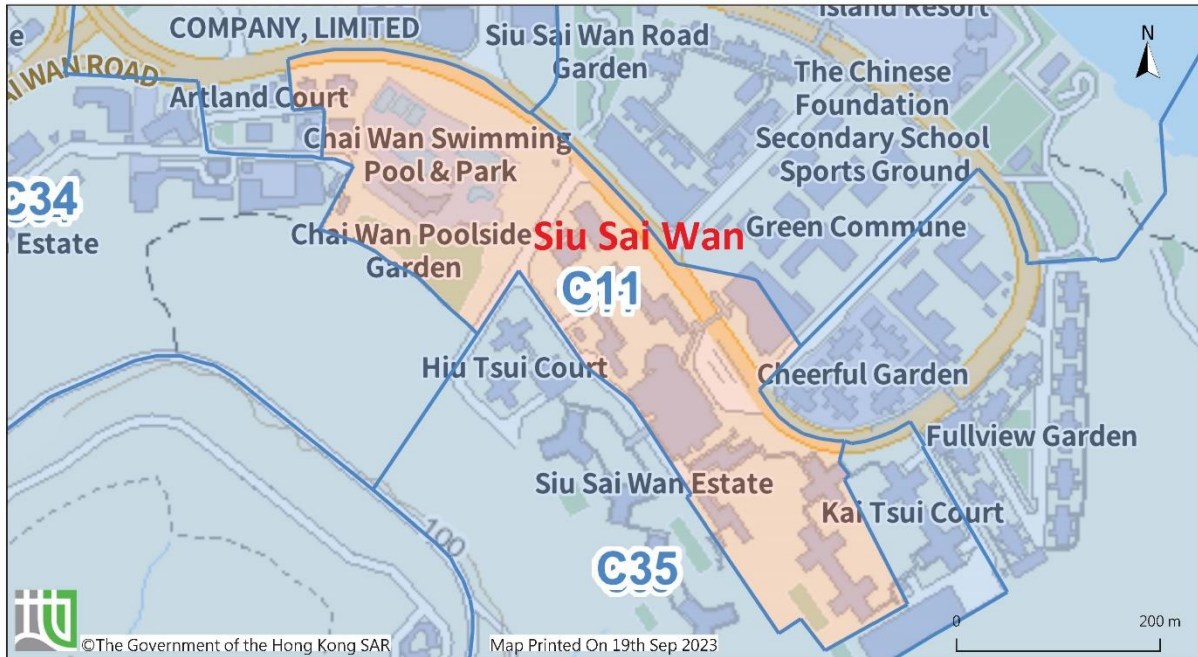 COMPANY, LIMITED
Siu Sai Wan Road
Garden
Island Resort
N
AI WAN ROAD
Artland Court
The Chinese
Foundation
Secondary School
Sports Ground
Chai Wan Swimming
Pool & Park
C34
Estate
Chai Wan Poolside
Garden
Siu Sai Wan
Green Commune
C11
Hiu Tsui Court
Cheerful Garden
Fullview Garden
Siu Sai Wan Estate
Kai Tsui Court
100
C35
©The Government of the Hong Kong SAR
Map Printed On 19th Sep 2023
0
200 m